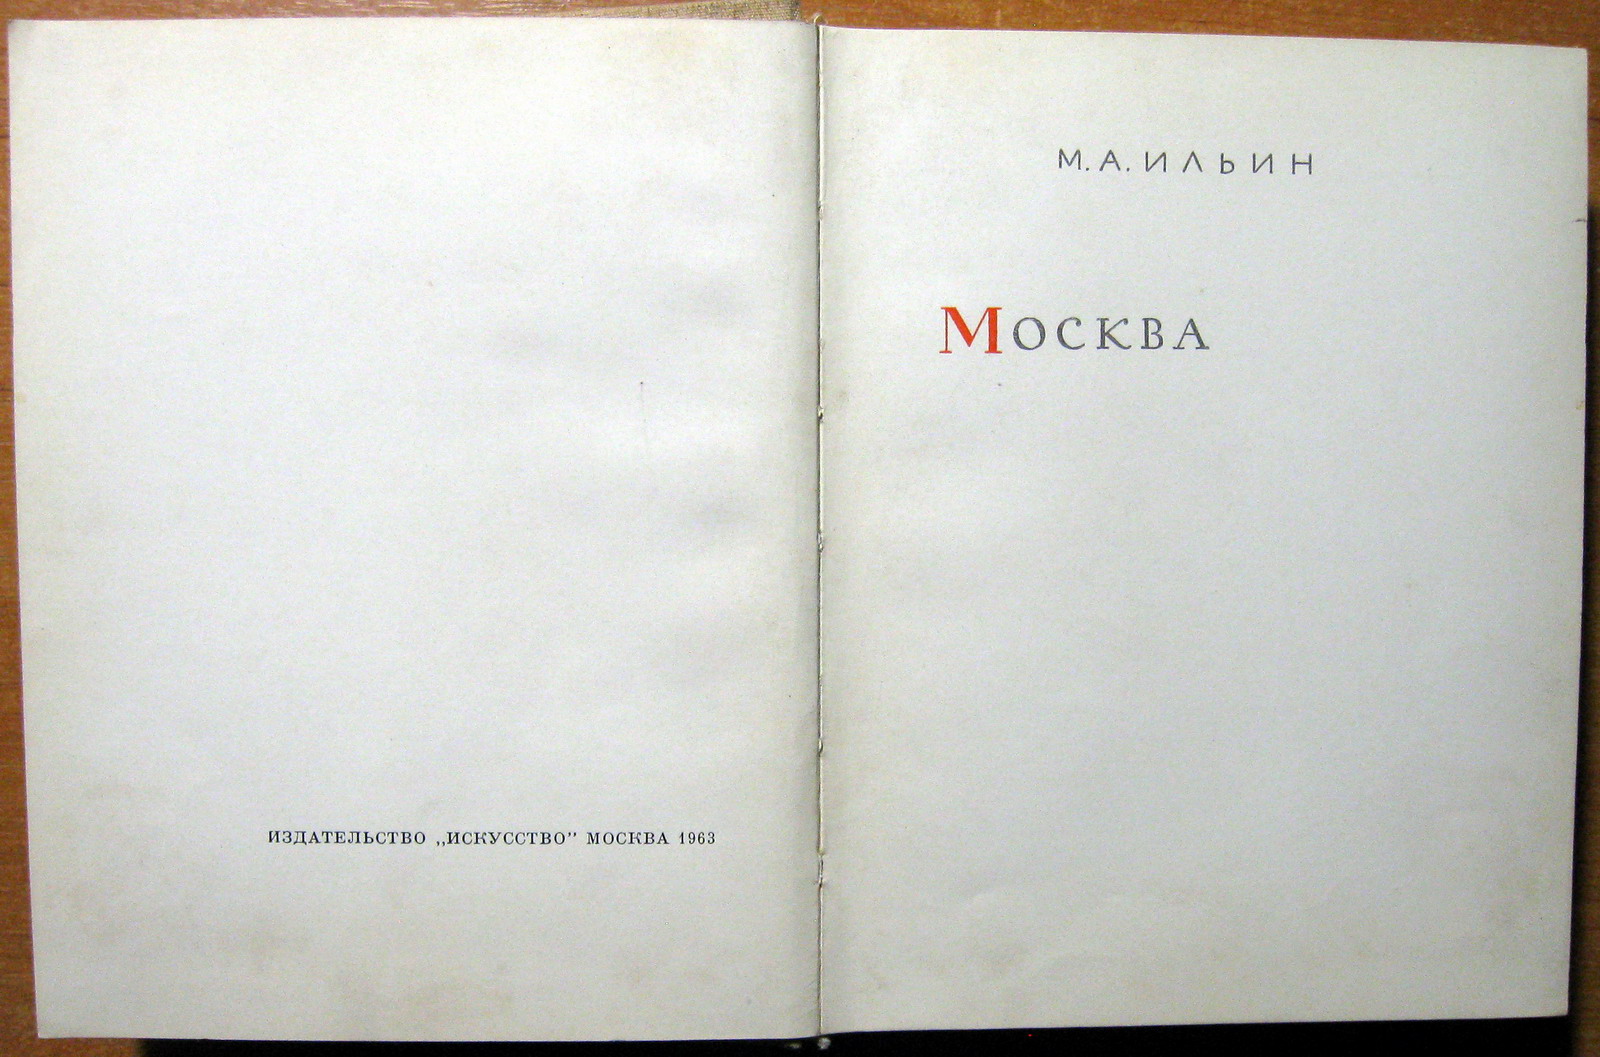 ИЗДАТЕЛЬСТВО „ИСКУССТВО” МОСКВА 1963
М. А. ИЛЬИН
МОСКВА